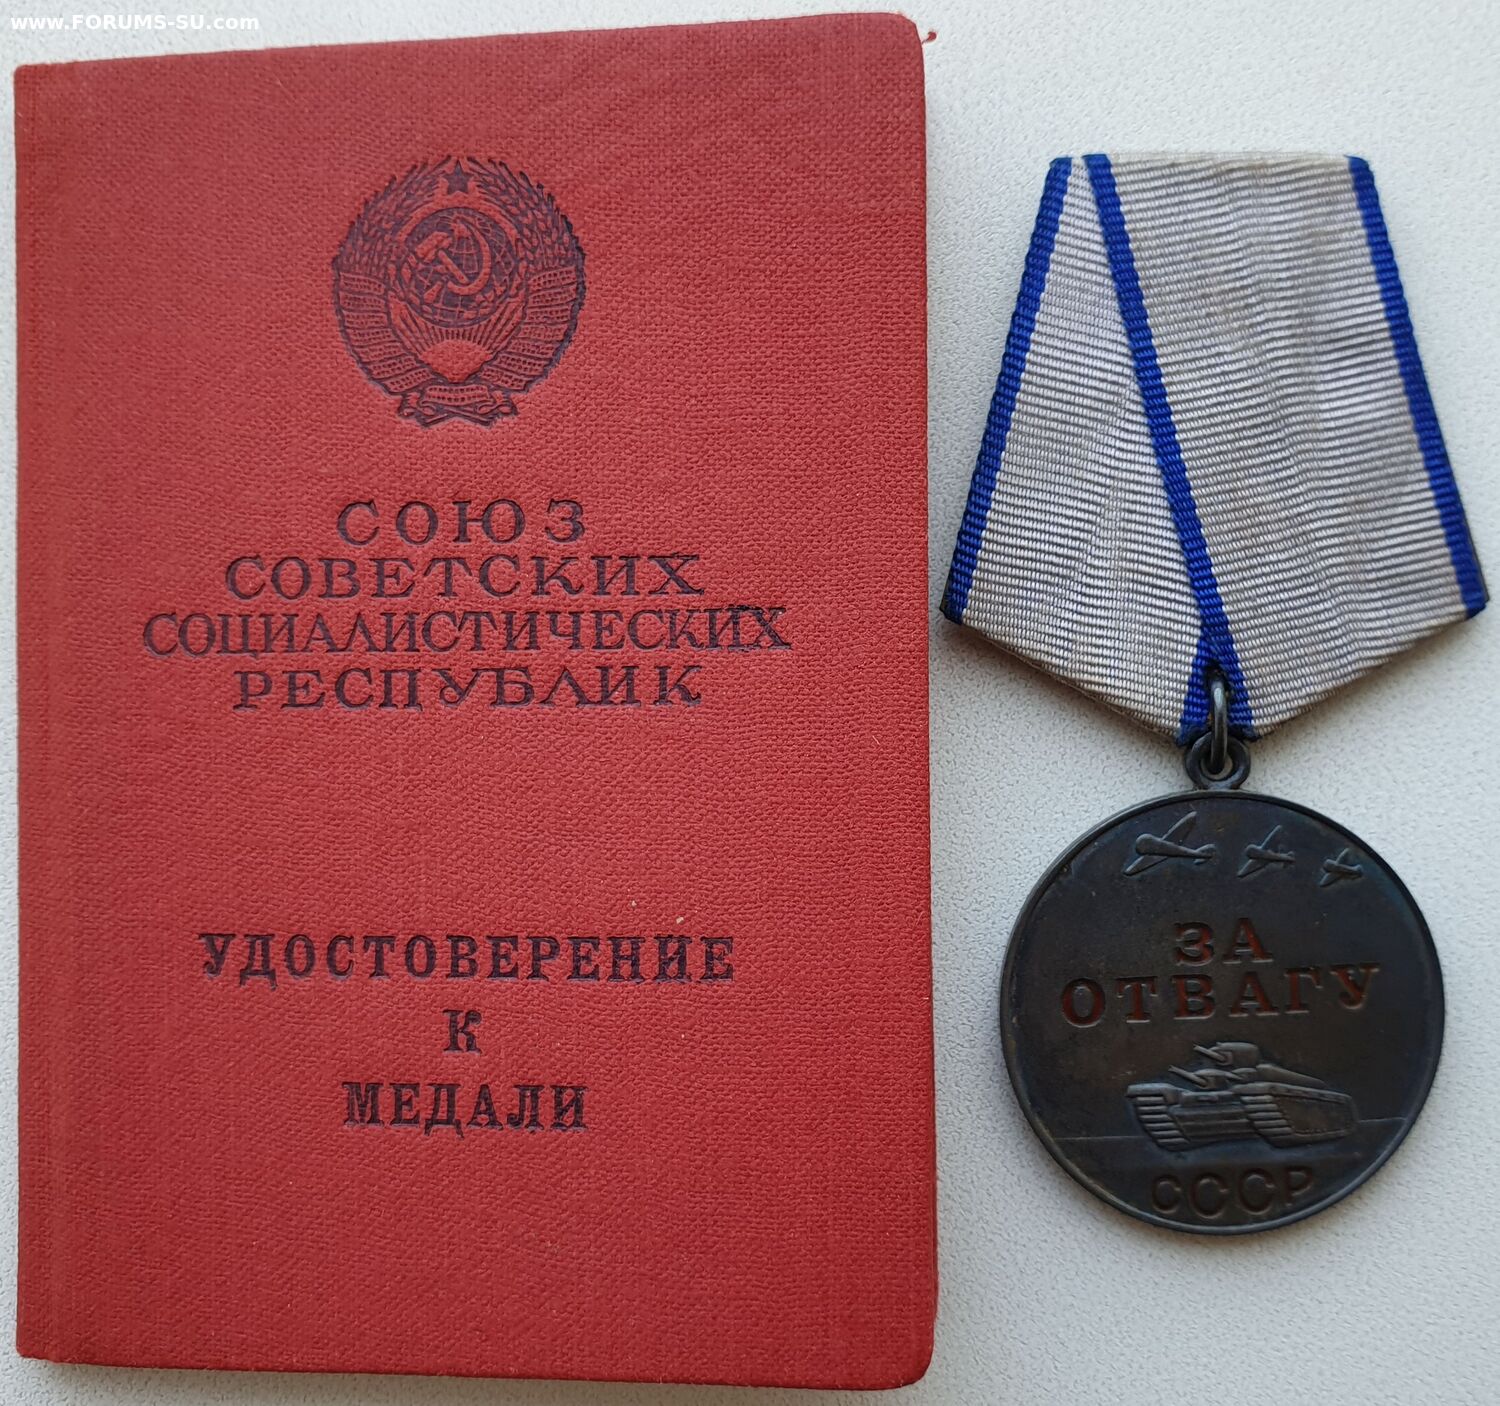 www.FORUMS-SU.com
СОЮЗ
СОВЕТСКИХ
СОЦИАЛИСТИЧЕСКИХ
РЕСПУБЛИК
УДОСТОВЕРЕНИЕ
К
МЕДАЛИ
ЗА
ОТВАГУ
СССР